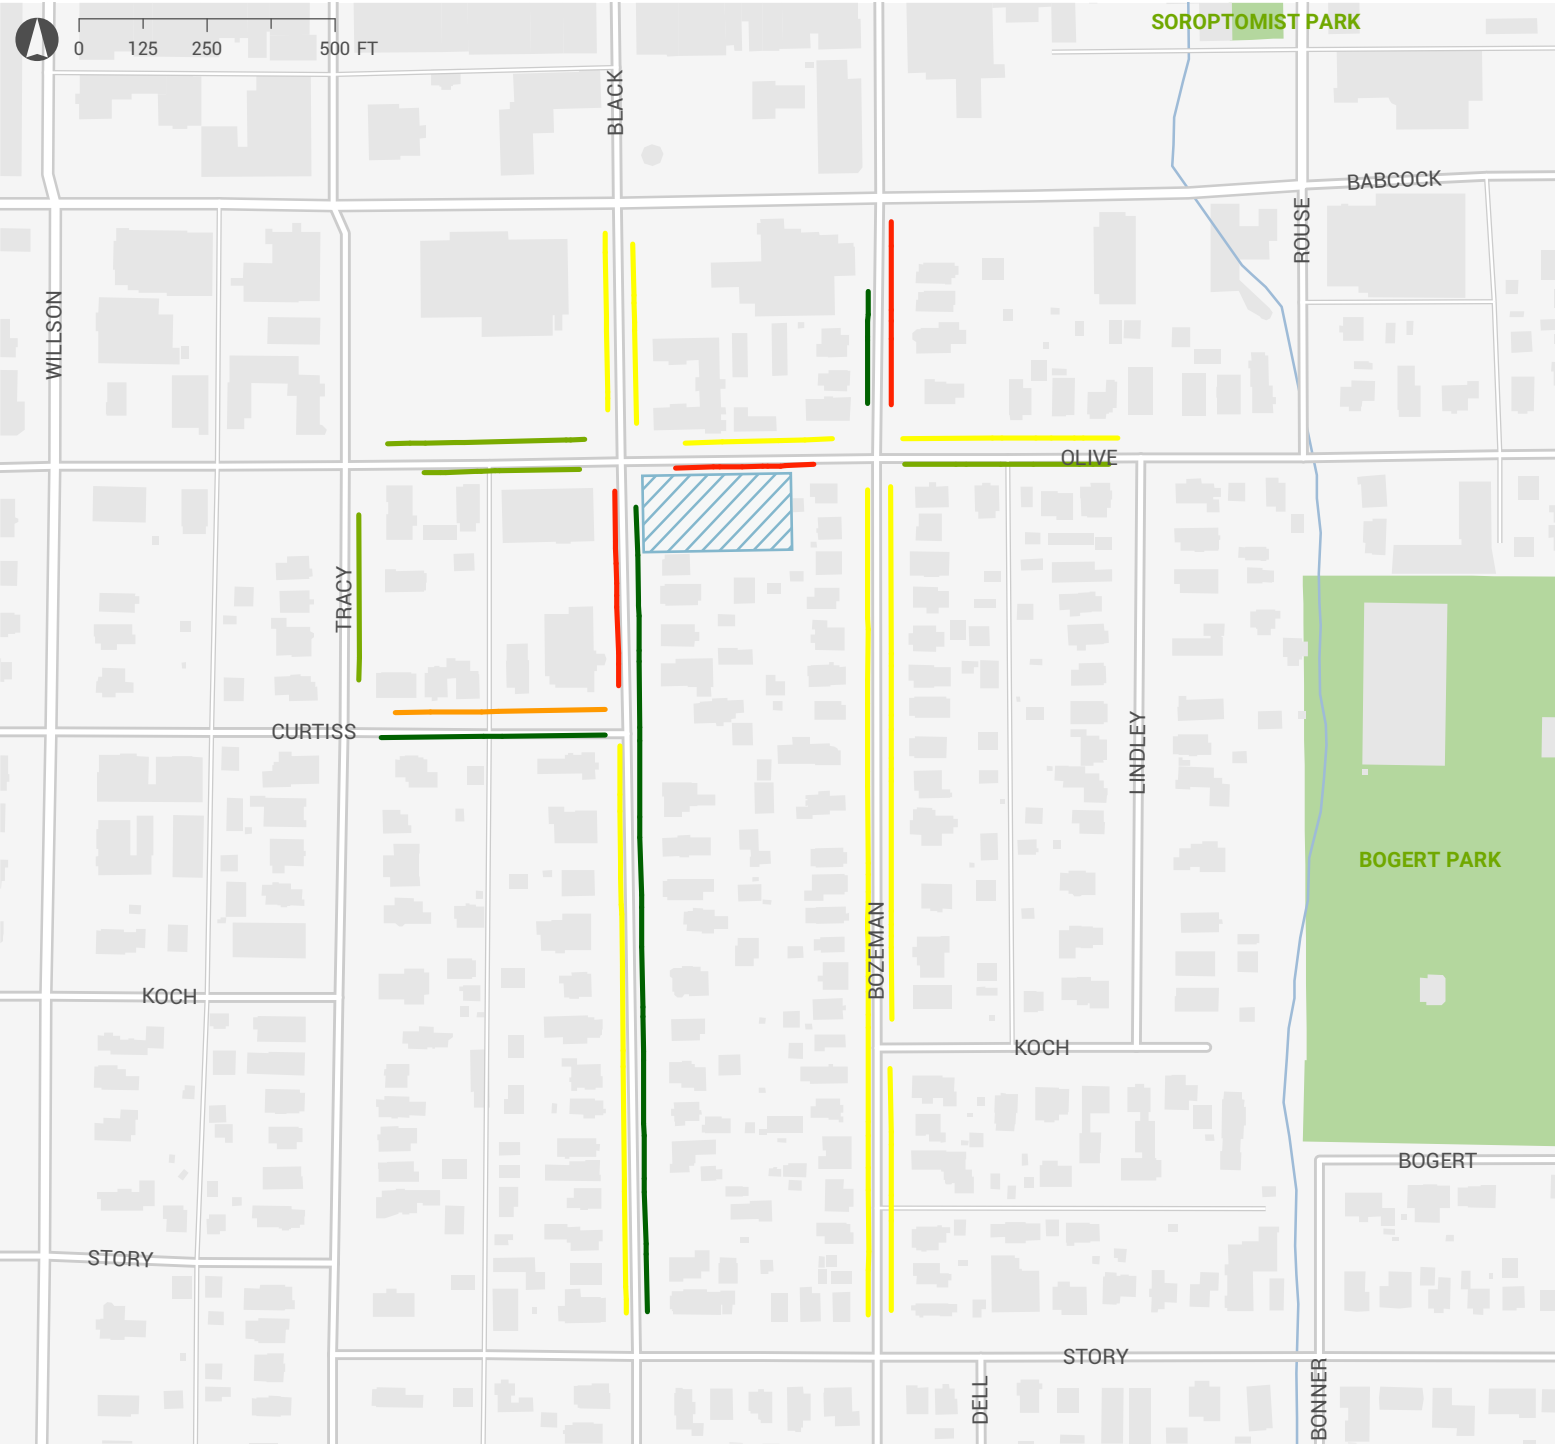 SOROPTOMIST PARK
0 125 250 500 FT
BLACK
BABCOCK
ROUSE
WILLSON
OLIVE
TRACY
CURTISS
LINDLEY
BOGERT PARK
BOZEMAN
KOCH
KOCH
BOGERT
STORY
STORY
DELL
BONNER